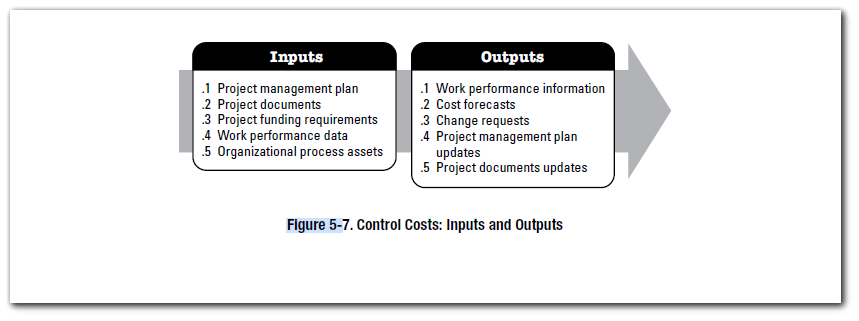 Inputs
.1 Project management plan
.2 Project documents
.3 Project funding requirements
.4 Work performance data
.5 Organizational process assets
Outputs
.1 Work performance information
.2 Cost forecasts
.3 Change requests
.4 Project management plan
updates
.5 Project documents updates
Figure 5-7. Control Costs: Inputs and Outputs